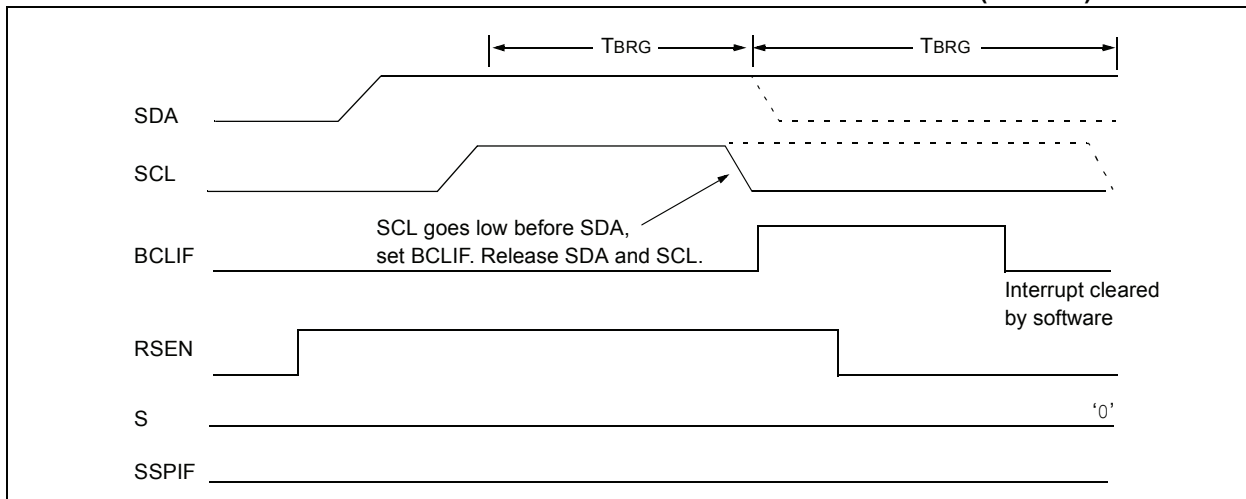 TBRG
TBRG
SDA
SCL
SCL goes low before SDA,
set BCLIF. Release SDA and SCL.
BCLIF
Interrupt cleared
by software
RSEN
S
‘0’
SSPIF